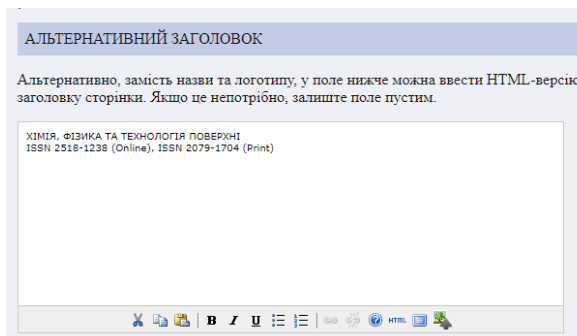 АЛЬТЕРНАТИВНИЙ ЗАГОЛОВОК
Альтернативно, замість назви та логотипу, у поле нижче можна ввести HTML-версік
заголовку сторінки. Якщо це непотрібно, залиште поле пустим.
ХІМІЯ, ФІЗИКА ТА ТЕХНОЛОГІЯ ПОВЕРХНІ
ISSN 2518-1238 (Online), ISSN 2079-1704 (Print)
B I U HTML